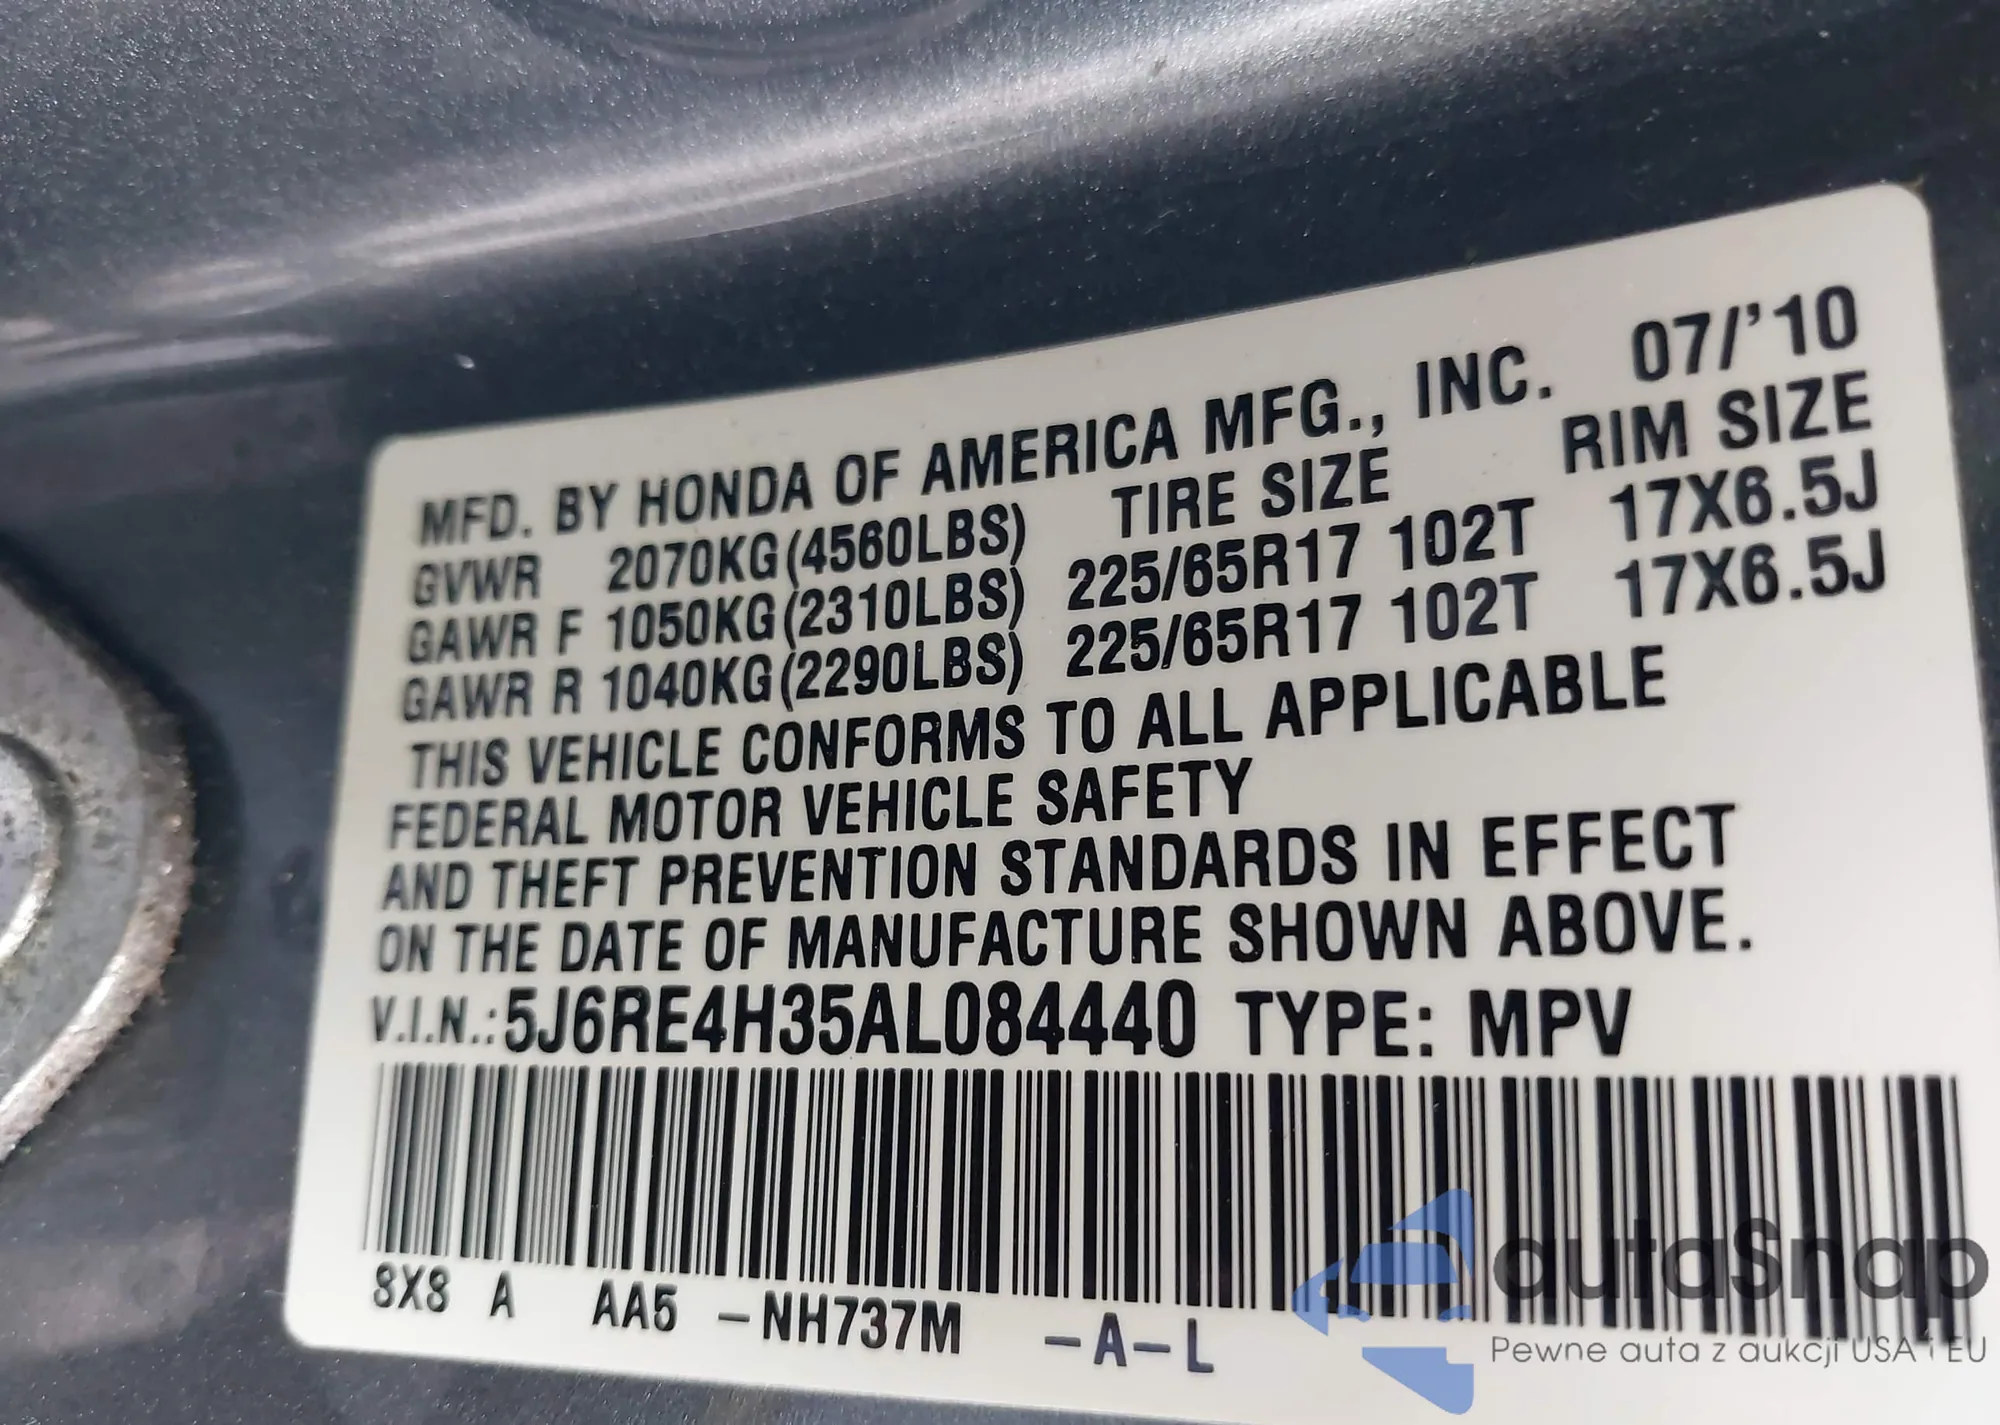 MFD. BY HONDA OF AMERICA MFG., INC. 07/'10
GVWR 2070KG(4560LBS) TIRE SIZE RIM SIZE
GAWR F 1050KG(2310LBS) 225/65R17 102T 17X6.5J
GAWR R 1040KG(2290LBS) 225/65R17 102T 17X6.5J
THIS VEHICLE CONFORMS TO ALL APPLICABLE
FEDERAL MOTOR VEHICLE SAFETY
AND THEFT PREVENTION STANDARDS IN EFFECT
ON THE DATE OF MANUFACTURE SHOWN ABOVE.
V.I.N.:5J6RE4H35AL084440 TYPE: MPV
8X8 A AA5 -NH737M -A-L
autaSnap
Pewne auta z aukcji USA i EU